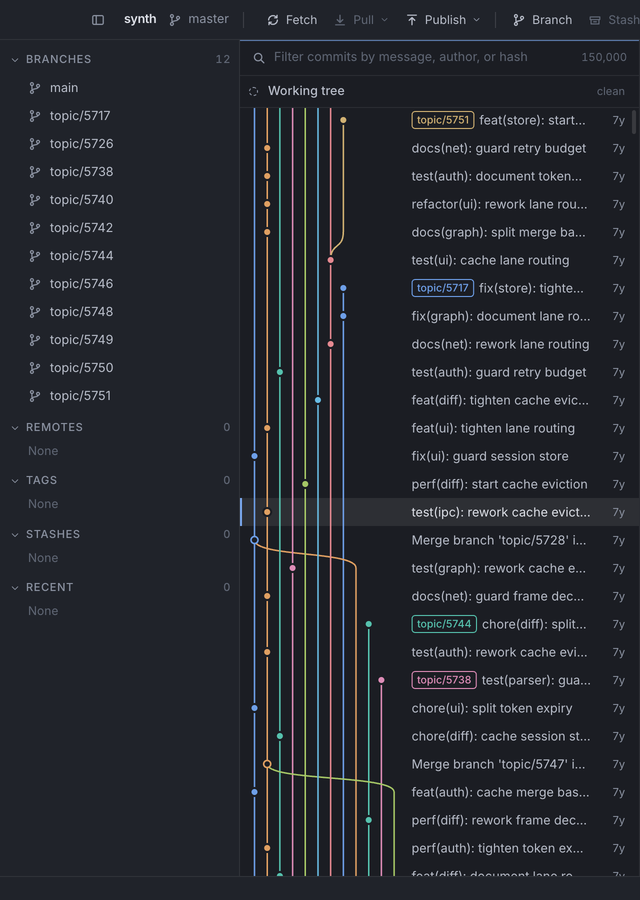 synth master Fetch Pull Publish Branch Stash
BRANCHES 12
main
topic/5717
topic/5726
topic/5738
topic/5740
topic/5742
topic/5744
topic/5746
topic/5748
topic/5749
topic/5750
topic/5751
REMOTES 0
None
TAGS 0
None
STASHES 0
None
RECENT 0
None
Filter commits by message, author, or hash 150,000
Working tree clean
topic/5751 feat(store): start... 7y
docs(net): guard retry budget 7y
test(auth): document token... 7y
refactor(ui): rework lane rou... 7y
docs(graph): split merge ba... 7y
test(ui): cache lane routing 7y
topic/5717 fix(store): tighte... 7y
fix(graph): document lane ro... 7y
docs(net): rework lane routing 7y
test(auth): guard retry budget 7y
feat(diff): tighten cache evic... 7y
feat(ui): tighten lane routing 7y
fix(ui): guard session store 7y
perf(diff): start cache eviction 7y
test(ipc): rework cache evict... 7y
Merge branch 'topic/5728' i... 7y
test(graph): rework cache e... 7y
docs(net): guard frame dec... 7y
topic/5744 chore(diff): split... 7y
test(auth): rework cache evi... 7y
topic/5738 test(parser): gua... 7y
chore(ui): split token expiry 7y
chore(diff): cache session st... 7y
Merge branch 'topic/5747' i... 7y
feat(auth): cache merge bas... 7y
perf(diff): rework frame dec... 7y
perf(auth): tighten token ex... 7y
feat(diff): document lane ro... 7y